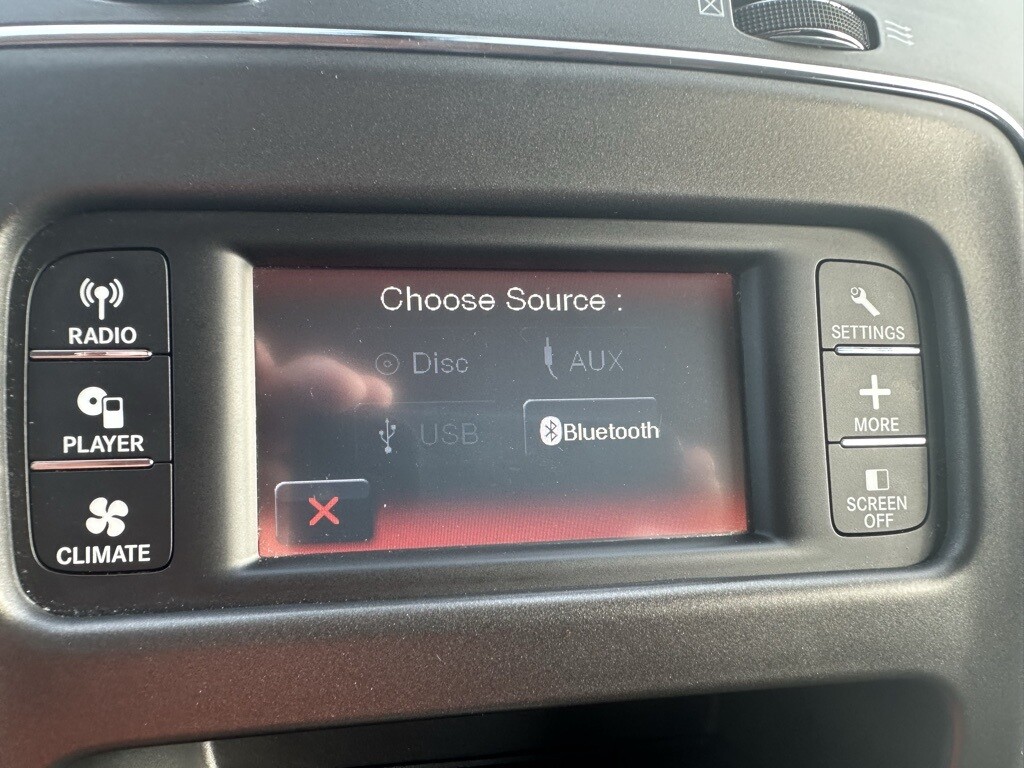 RADIO
PLAYER
CLIMATE
Choose Source :
Disc
AUX
USB
Bluetooth
SETTINGS
MORE
SCREEN
OFF